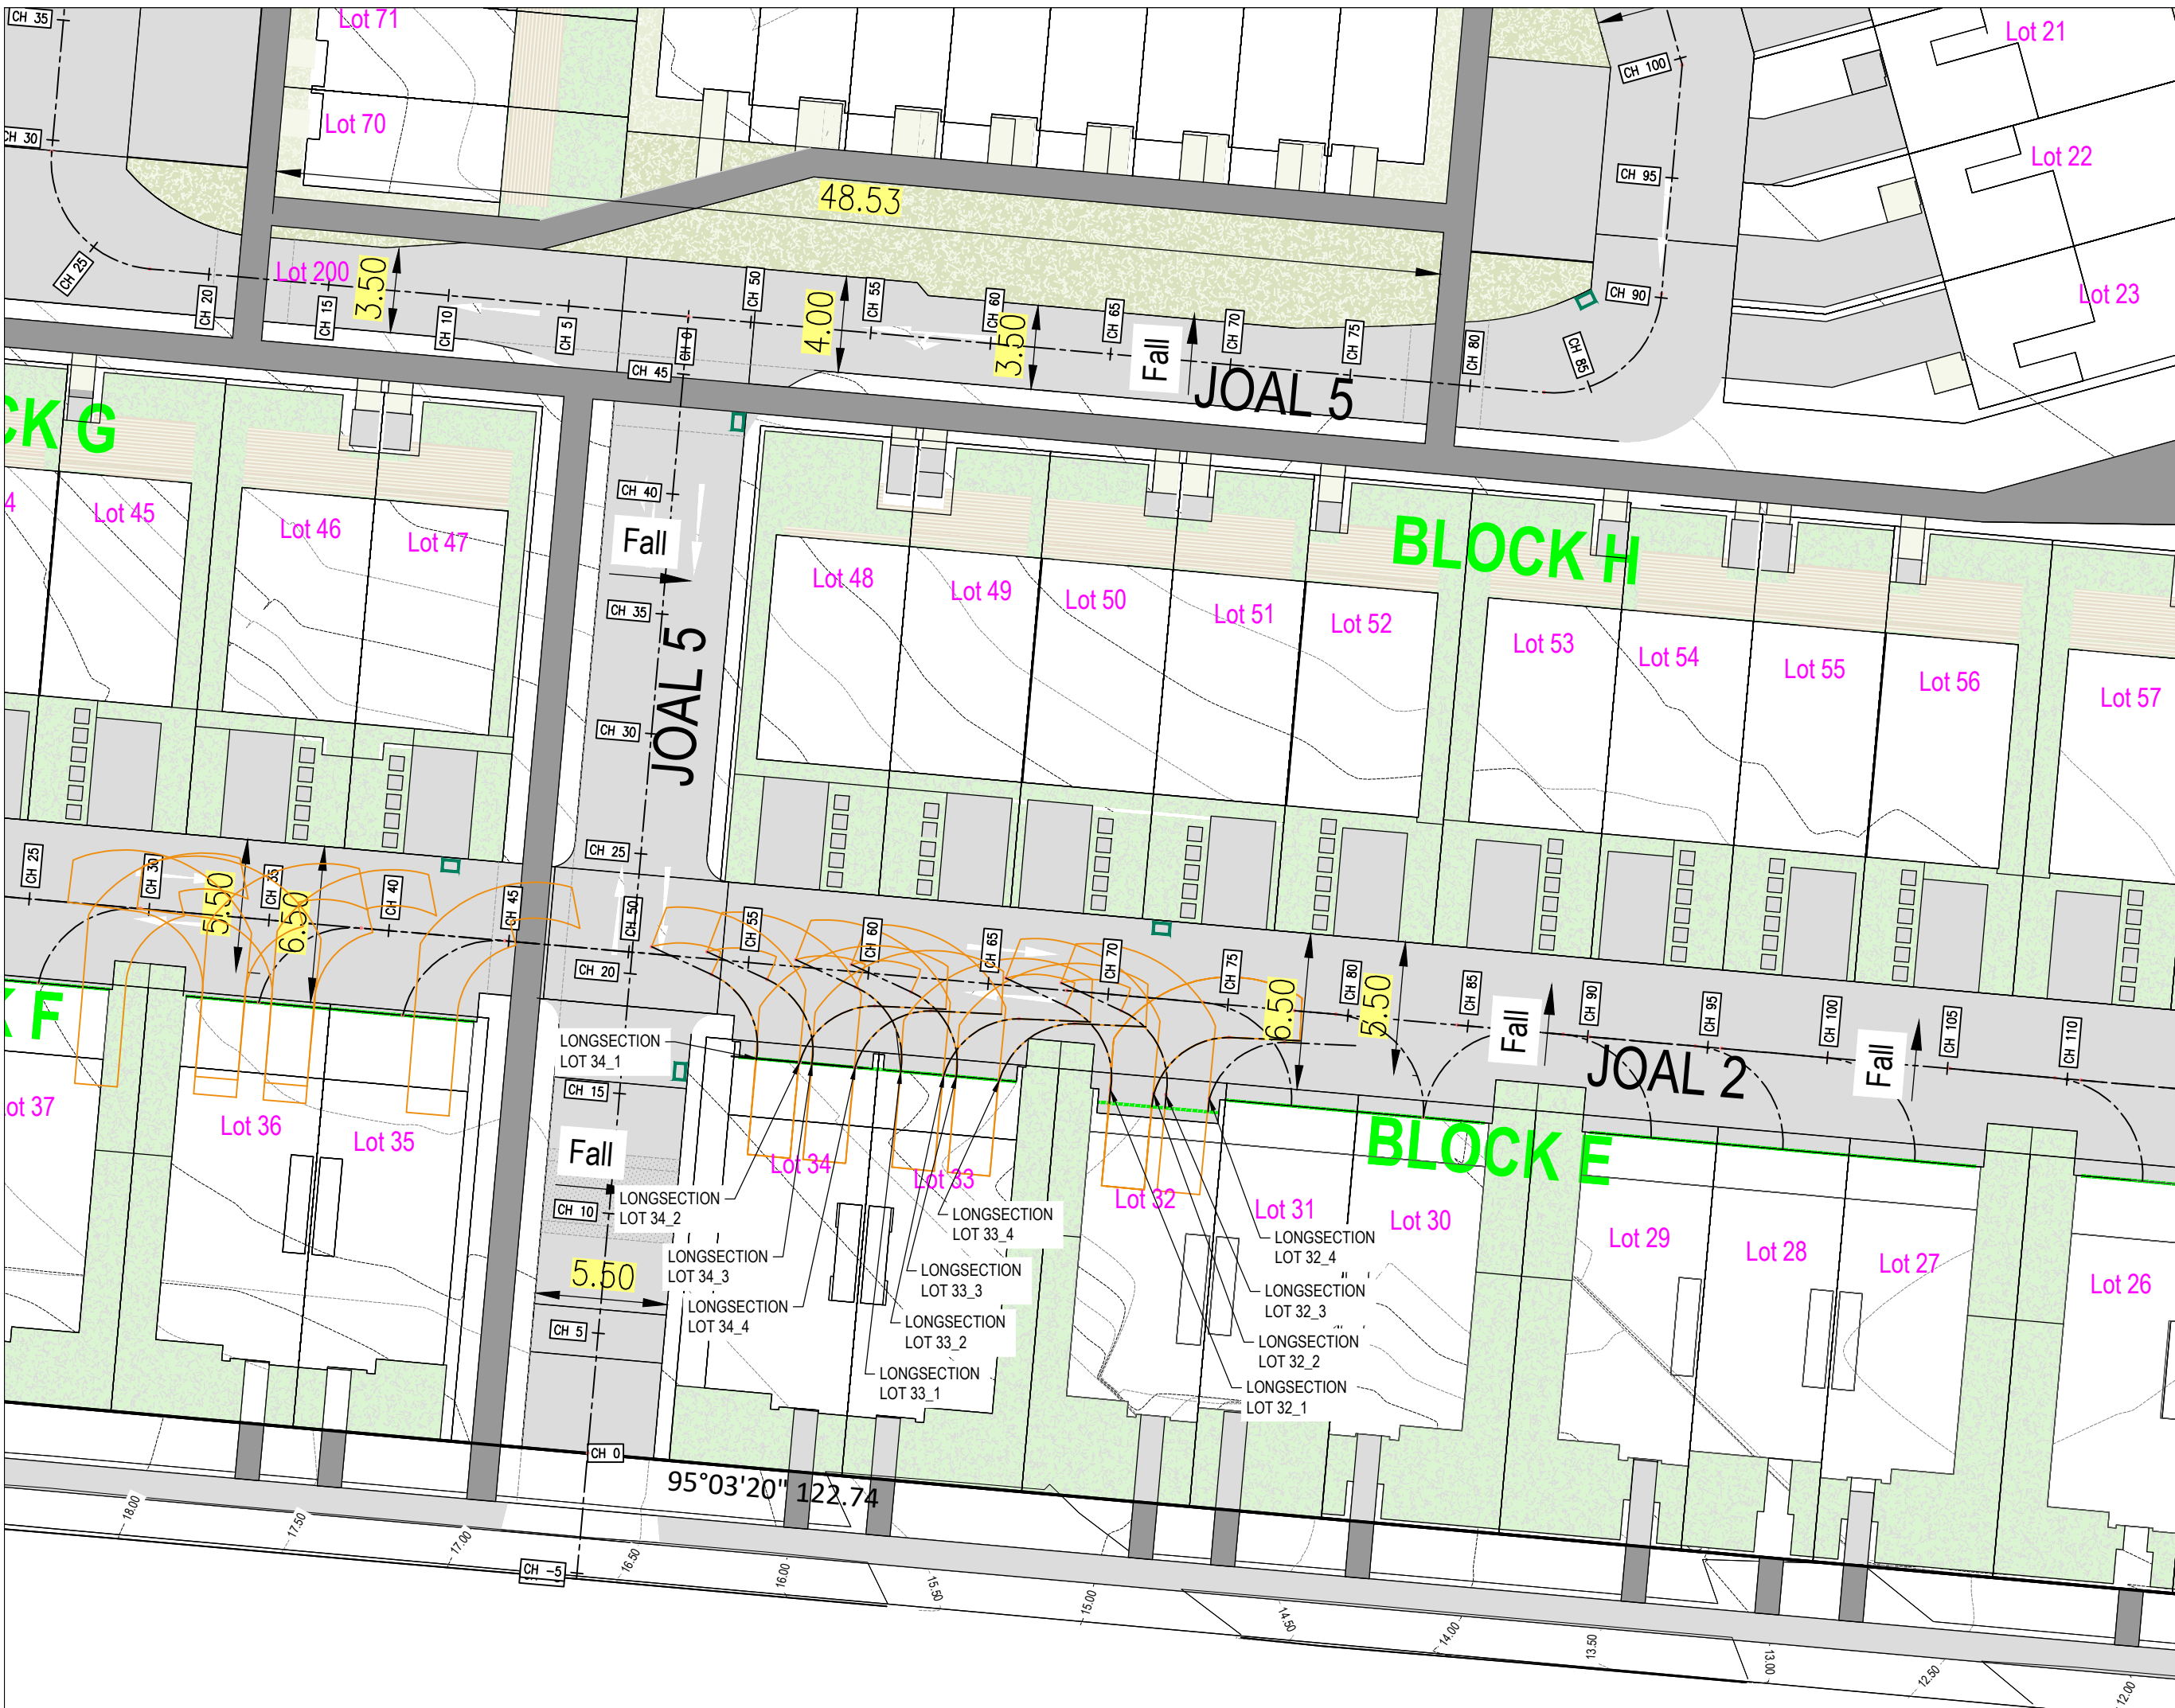 CH 35
Lot 71
Lot 21
CH 100
Lot 70
CH 30
Lot 22
CH 95
48.53
CH 25
Lot 200
3.50
CH 20
CH 15
CH 10
CH 5
CH 0
CH 50
4.00
CH 55
CH 60
3.50
CH 65
Fall
CH 70
CH 75
CH 80
CH 85
CH 90
Lot 23
CH 45
JOAL 5
CK G
4
Lot 45
Lot 46
Lot 47
CH 40
Fall
CH 35
JOAL 5
CH 30
CH 25
BLOCK H
Lot 48
Lot 49
Lot 50
Lot 51
Lot 52
Lot 53
Lot 54
Lot 55
Lot 56
Lot 57
CH 25
CH 30
5.50
CH 35
6.50
CH 40
CH 45
CH 50
CH 55
CH 60
CH 65
CH 70
CH 75
6.50
CH 80
5.50
CH 85
Fall
CH 90
CH 95
CH 100
Fall
CH 105
CH 110
JOAL 2
CH 20
K F
LONGSECTION
LOT 34_1
CH 15
Fall
CH 10
BLOCK E
ot 37
Lot 36
Lot 35
Lot 34
Lot 33
Lot 32
Lot 31
Lot 30
Lot 29
Lot 28
Lot 27
Lot 26
LONGSECTION
LOT 34_2
LONGSECTION
LOT 34_3
LONGSECTION
LOT 34_4
LONGSECTION
LOT 33_4
LONGSECTION
LOT 33_3
LONGSECTION
LOT 33_2
LONGSECTION
LOT 33_1
LONGSECTION
LOT 32_4
LONGSECTION
LOT 32_3
LONGSECTION
LOT 32_2
LONGSECTION
LOT 32_1
5.50
CH 5
CH 0
95°03'20" 122.74
CH -5
18.00
17.50
17.00
16.50
16.00
15.50
15.00
14.50
14.00
13.50
13.00
12.50
12.00